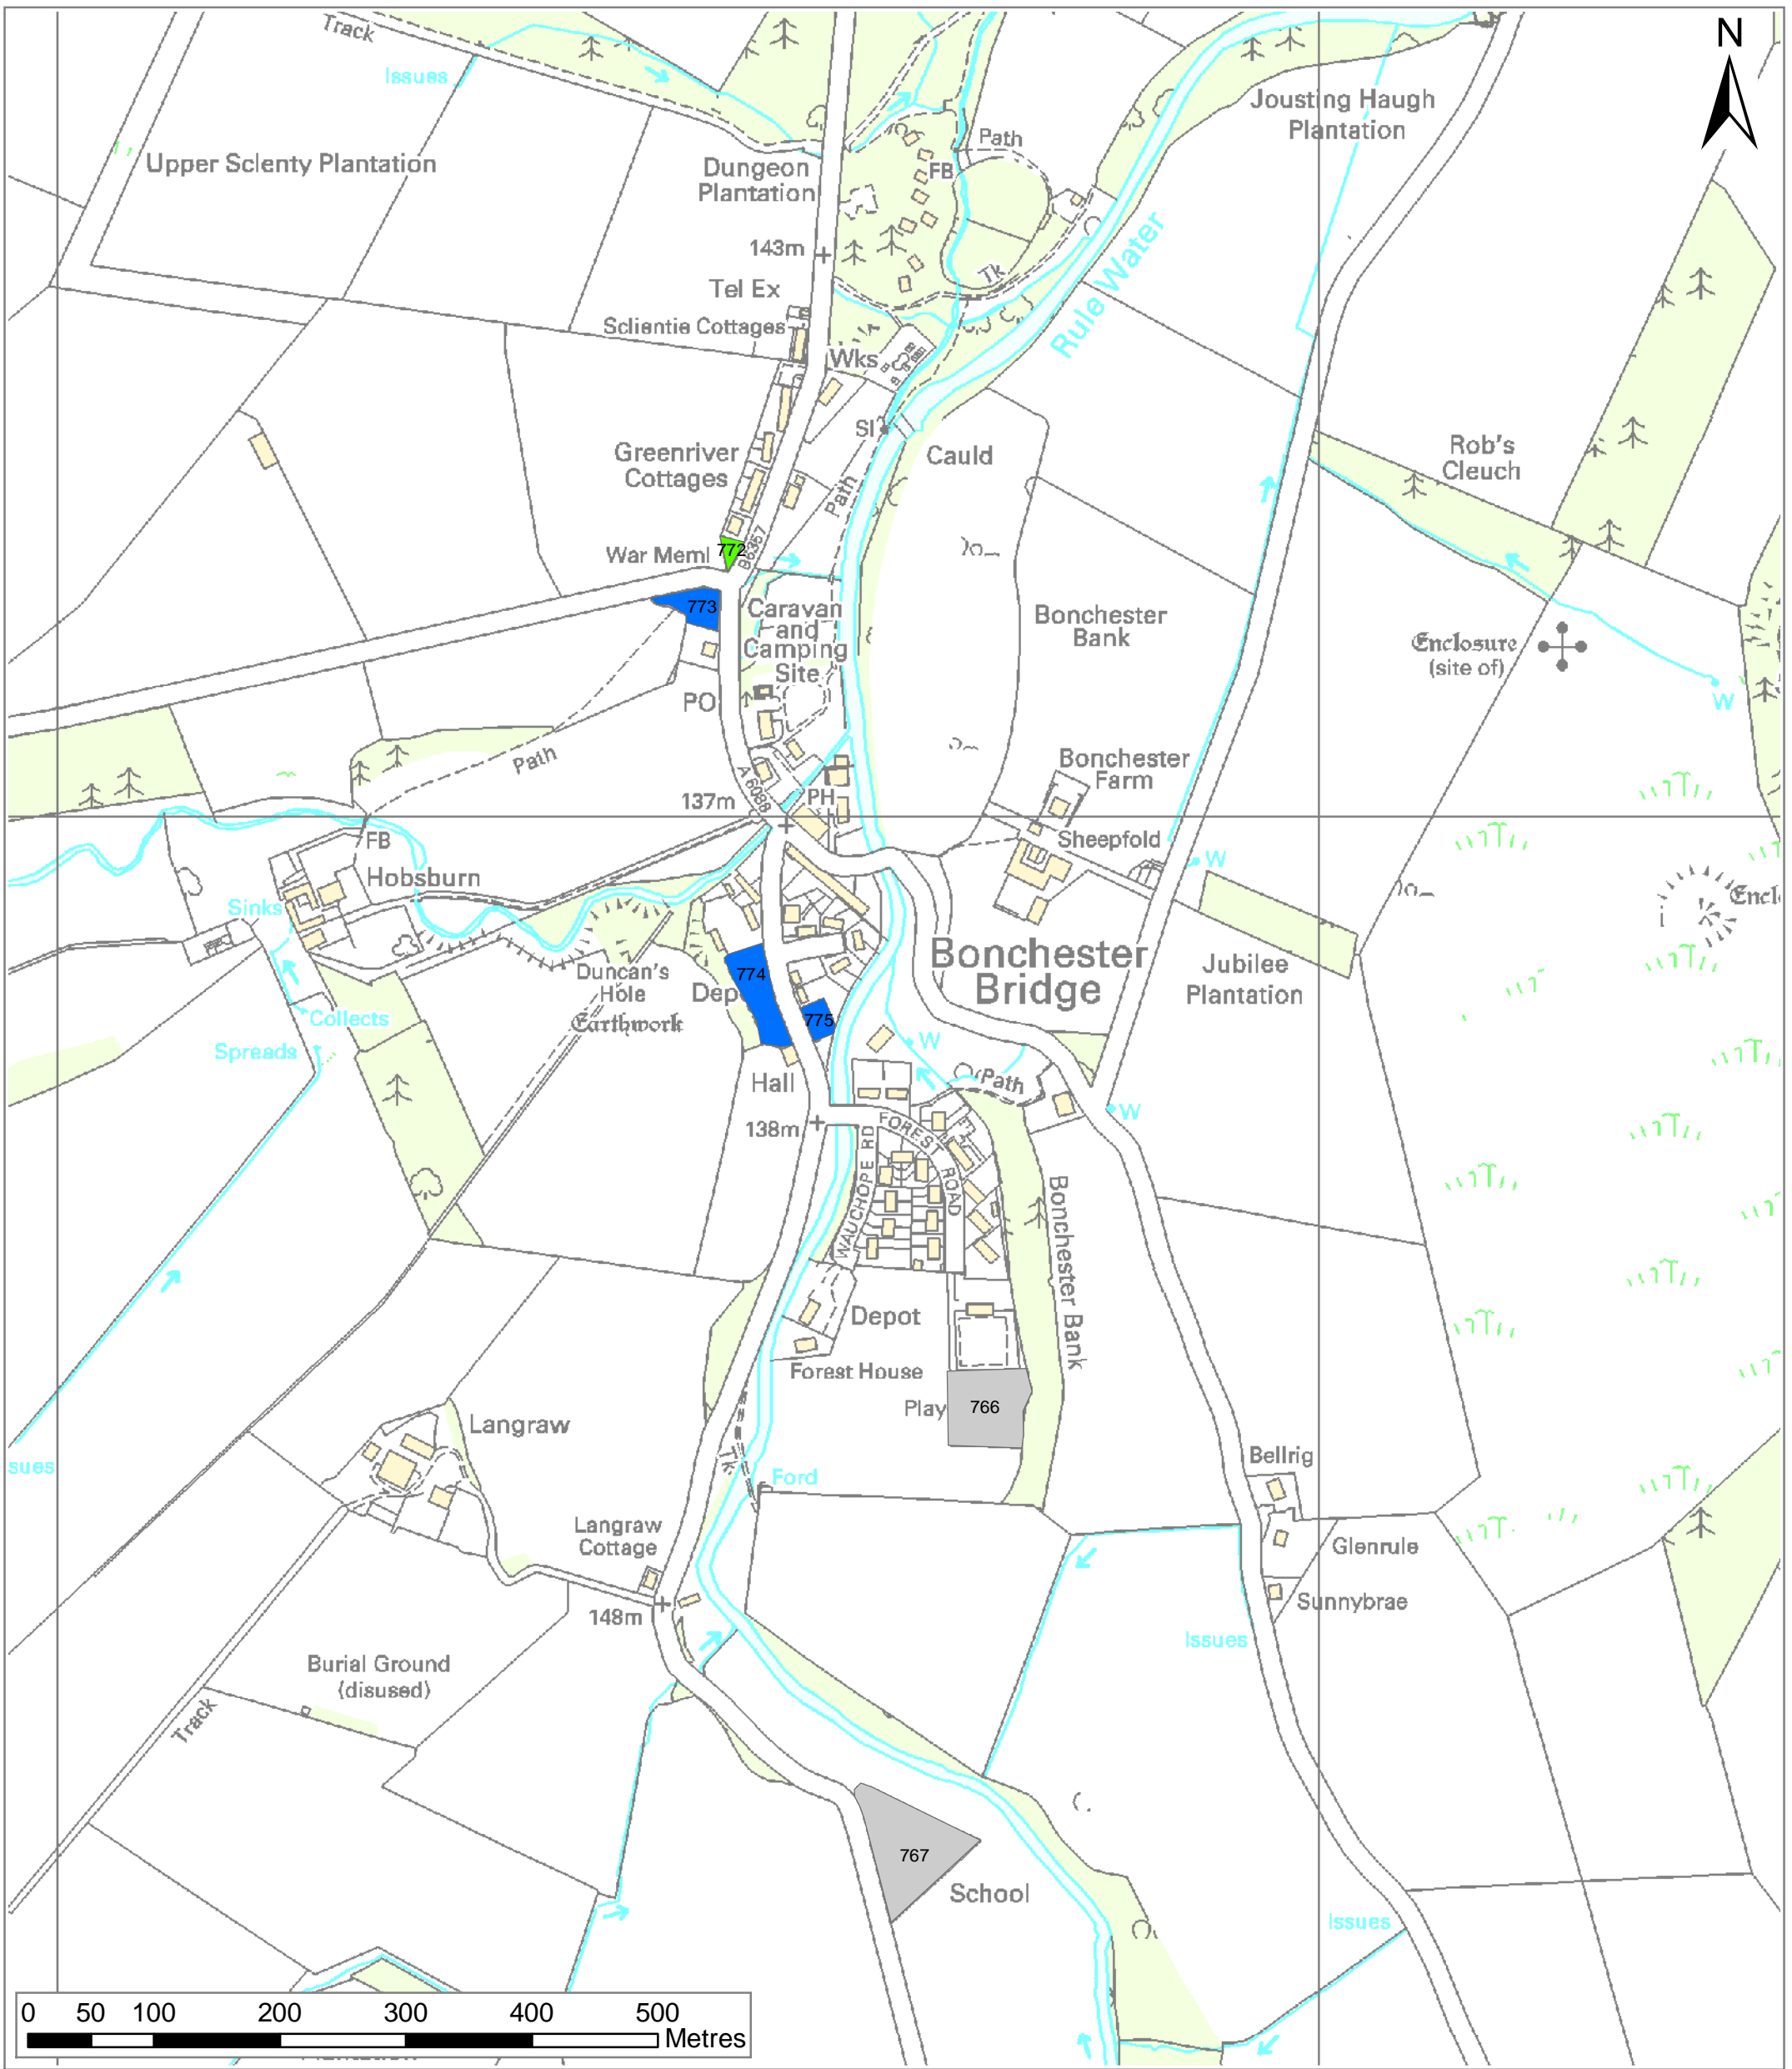 N
Track
Issues
Jousting Haugh
Plantation
Upper Sclenty Plantation
Dungeon
Plantation
Path
FB
143m
Tk
Rule Water
Tel Ex
Sclientie Cottages
Wks
Sl
Cauld
Greenriver
Cottages
Path
Rob's
Cleuch
War Meml
772
B6357
773
Caravan
and
Camping
Site
Bonchester
Bank
Enclosure
(site of)
W
PO
Path
A 6088
Bonchester
Farm
137m
PH
FB
Sheepfold
W
Hobsburn
Sinks
Bonchester
Bridge
Duncan's
Hole
Earthwork
774
775
Jubilee
Plantation
Collects
Spreads
W
Hall
Path
W
138m
FOREST
ROAD
WAUCHOPE RD
Bonchester Bank
Depot
Forest House
Play
766
Langraw
Tk
Ford
Bellrig
Langraw
Cottage
Glenrule
148m
Sunnybrae
Issues
Burial Ground
(disused)
Track
767
School
Issues
0 50 100 200 300 400 500
Metres